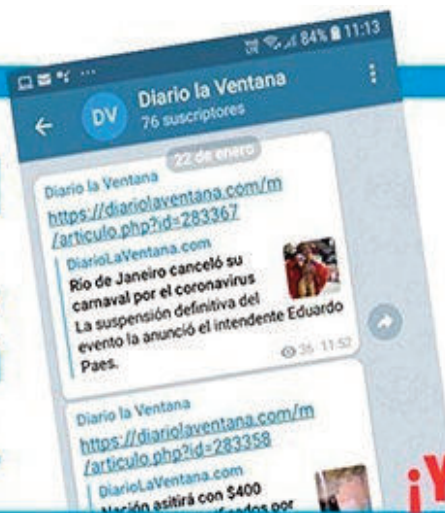 84% 11:13
DV
Diario la Ventana
76 suscriptores
22 de enero
Diario la Ventana
https://diariolaventana.com/m
/articulo.php?id=283367
DiarioLaVentana.com
Rio de Janeiro canceló su
carnaval por el coronavirus
La suspensión definitiva del
evento la anunció el intendente Eduardo
Paes.
36 11:52
Diario la Ventana
https://diariolaventana.com/m
/articulo.php?id=283358
DiarioLaVentana.com
Nación asitirá con $400
por